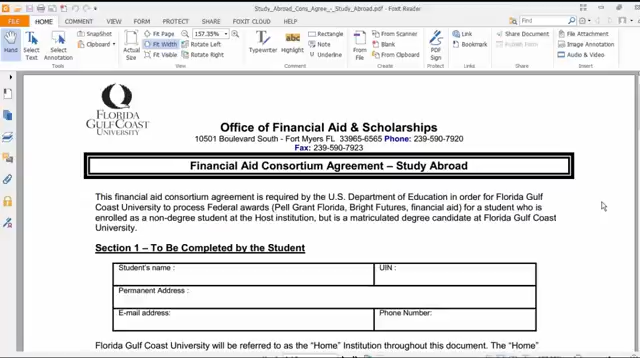 Study_Abroad_Cons_Agree_-_Study_Abroad.pdf - Foxit Reader
FILE HOME COMMENT VIEW FORM PROTECT SHARE FOXIT CLOUD HELP Find
Hand
Select Text
Select Annotation
SnapShot
Clipboard
Fit Page
Fit Width
Fit Visible
157.35%
Rotate Left
Rotate Right
Typewriter
Highlight
Rectangle
Note
Underline
From File
From Scanner
Blank
From Clipboard
PDF Sign
Link
Bookmark
Share Document
File Attachment
Image Annotation
Audio & Video
Tools View Comment Create Protect Links Share Insert
FLORIDA
GULF COAST
UNIVERSITY
Office of Financial Aid & Scholarships
10501 Boulevard South - Fort Myers FL 33965-6565 Phone: 239-590-7920
Fax: 239-590-7923
Financial Aid Consortium Agreement – Study Abroad
This financial aid consortium agreement is required by the U.S. Department of Education in order for Florida Gulf
Coast University to process Federal awards (Pell Grant Florida, Bright Futures, financial aid) for a student who is
enrolled as a non-degree student at the Host institution, but is a matriculated degree candidate at Florida Gulf Coast
University.
Section 1 – To Be Completed by the Student
Student's name : UIN:
Permanent Address :
E-mail address: Phone Number:
Florida Gulf Coast University will be referred to as the "Home" Institution throughout this document. The "Home"